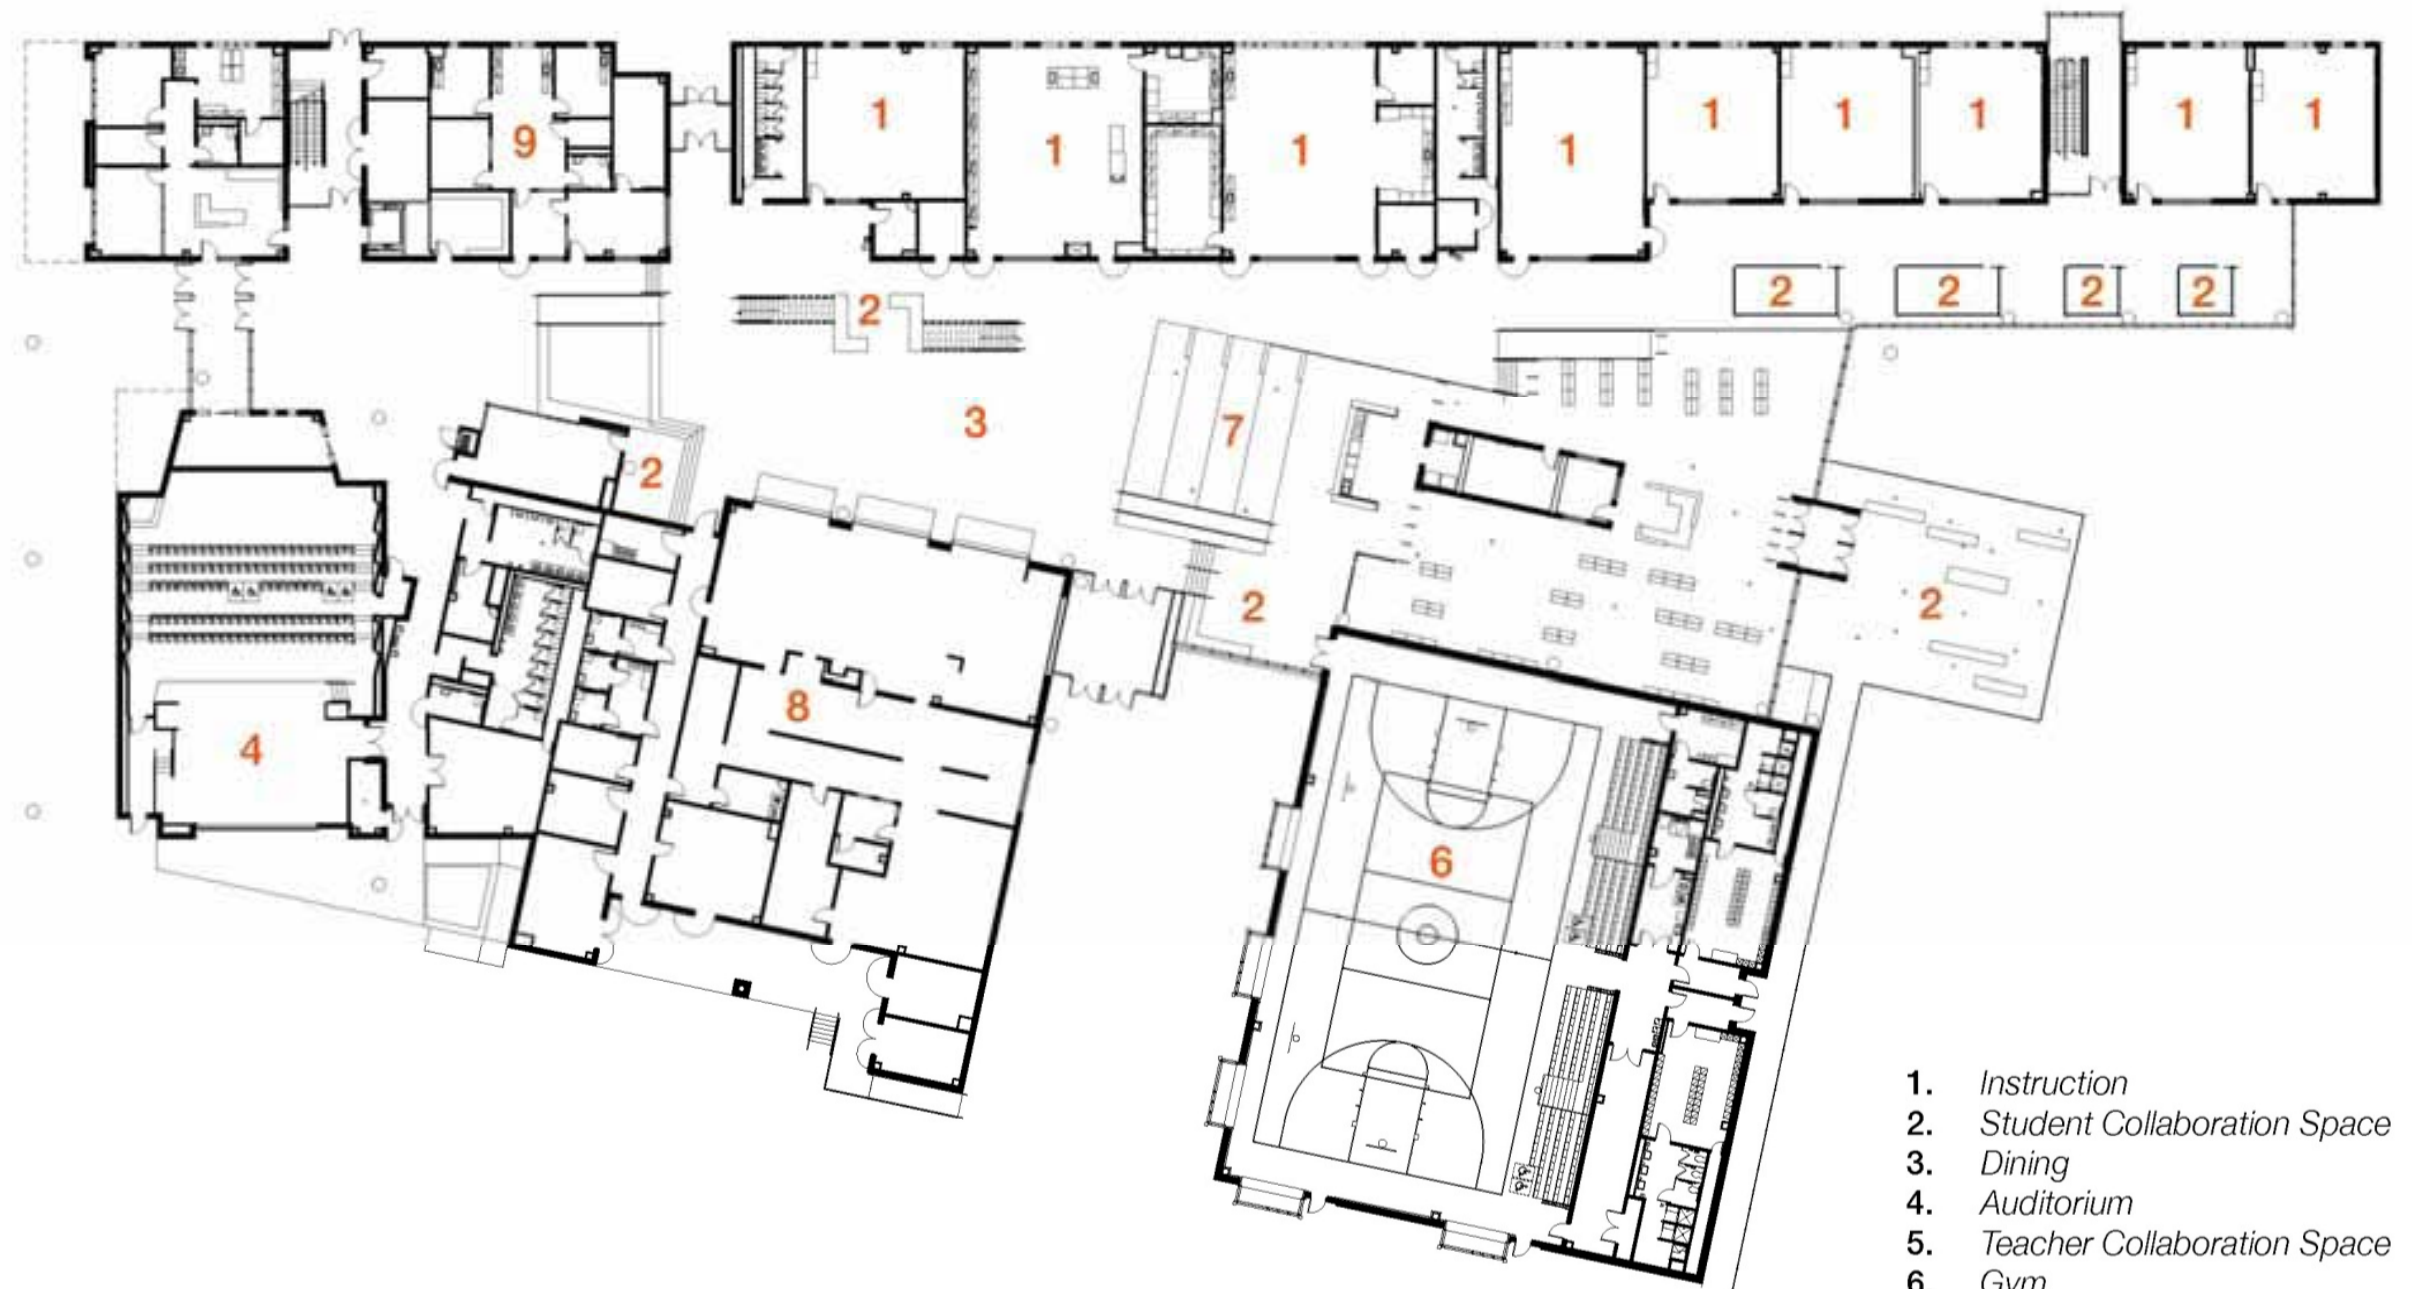 1 1 1 1
9 1 1 1 1 1
2 2 2 2
2
3
7
2
2 2
8
4
6
1. Instruction
2. Student Collaboration Space
3. Dining
4. Auditorium
5. Teacher Collaboration Space
6 Gym